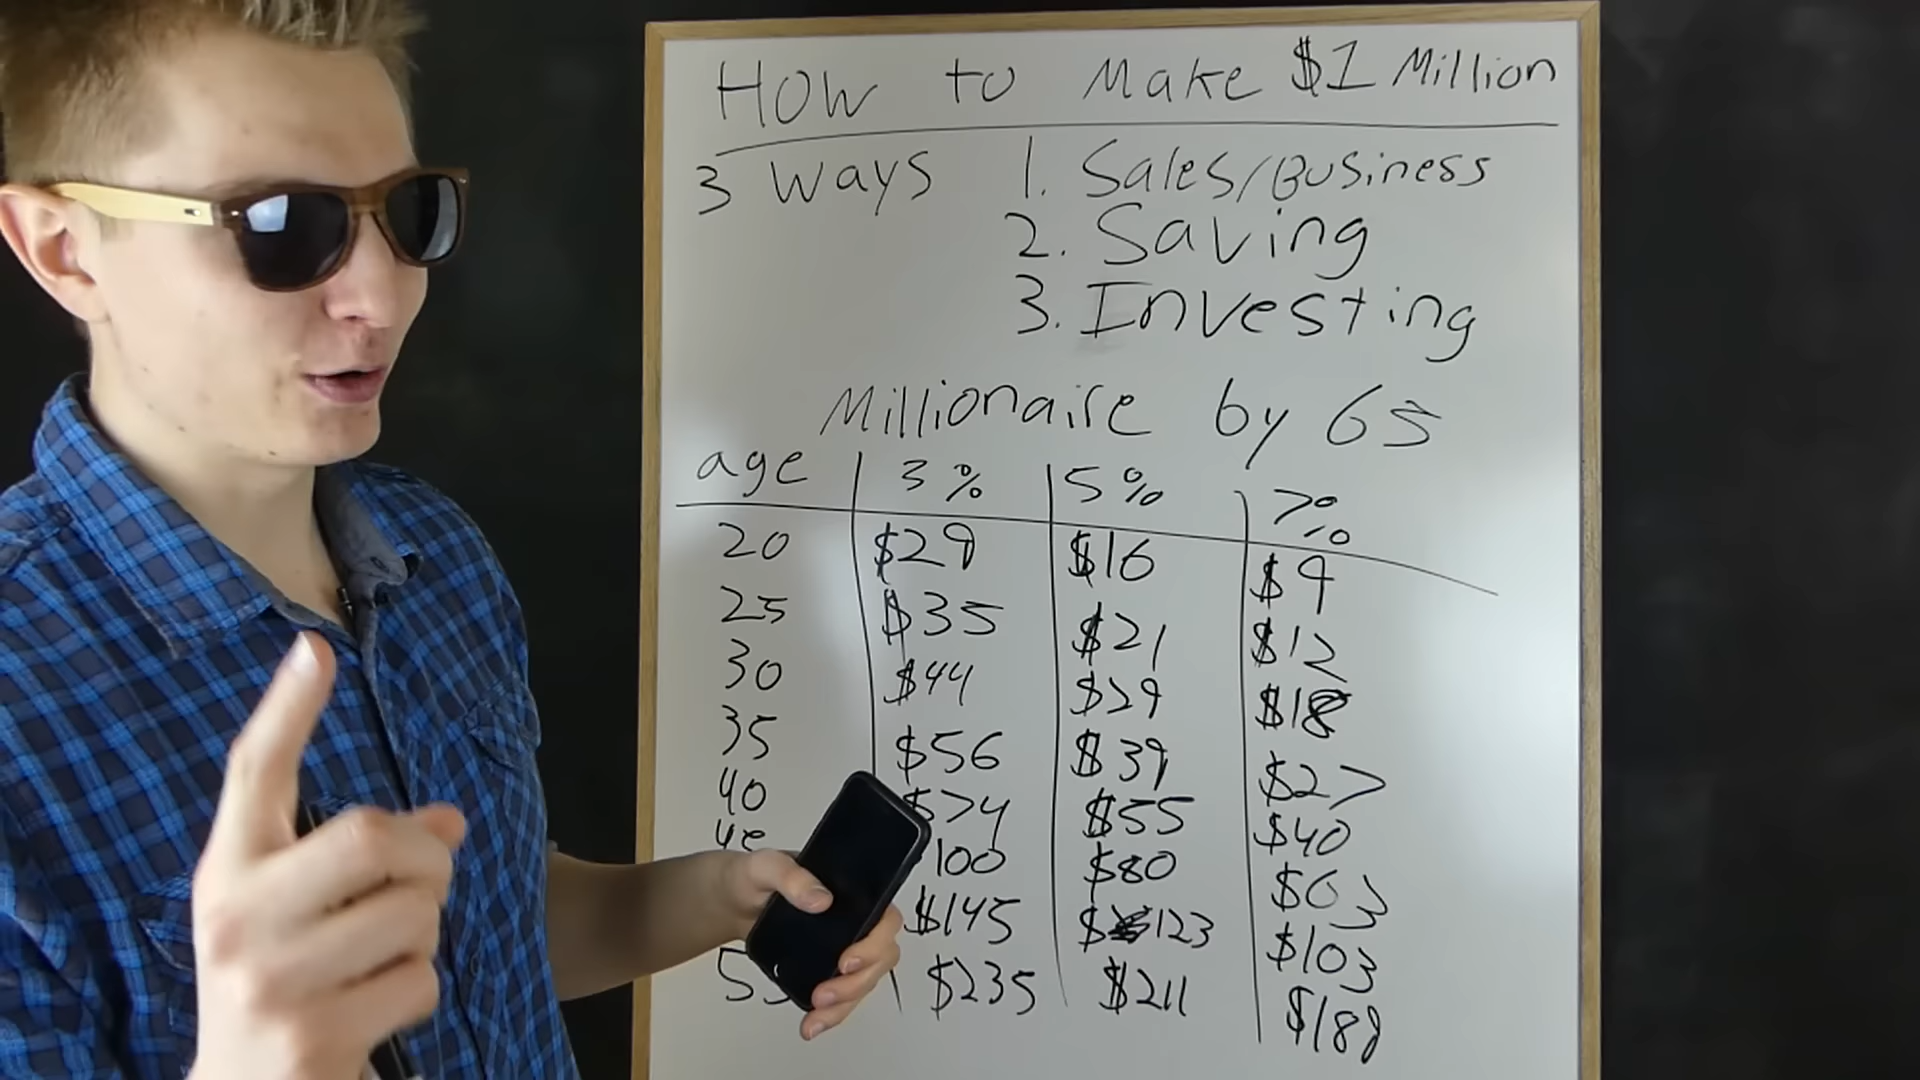 How to Make $1 Million
3 Ways 1. Sales/Business
2. Saving
3. Investing
Millionaire by 65
age 3% 5% 7%
20 $29 $16 $9
25 $35 $21 $12
30 $44 $29 $18
35 $56 $39 $27
40 $74 $55 $40
100 $80 $63
$145 $123 $103
$235 $211 $188